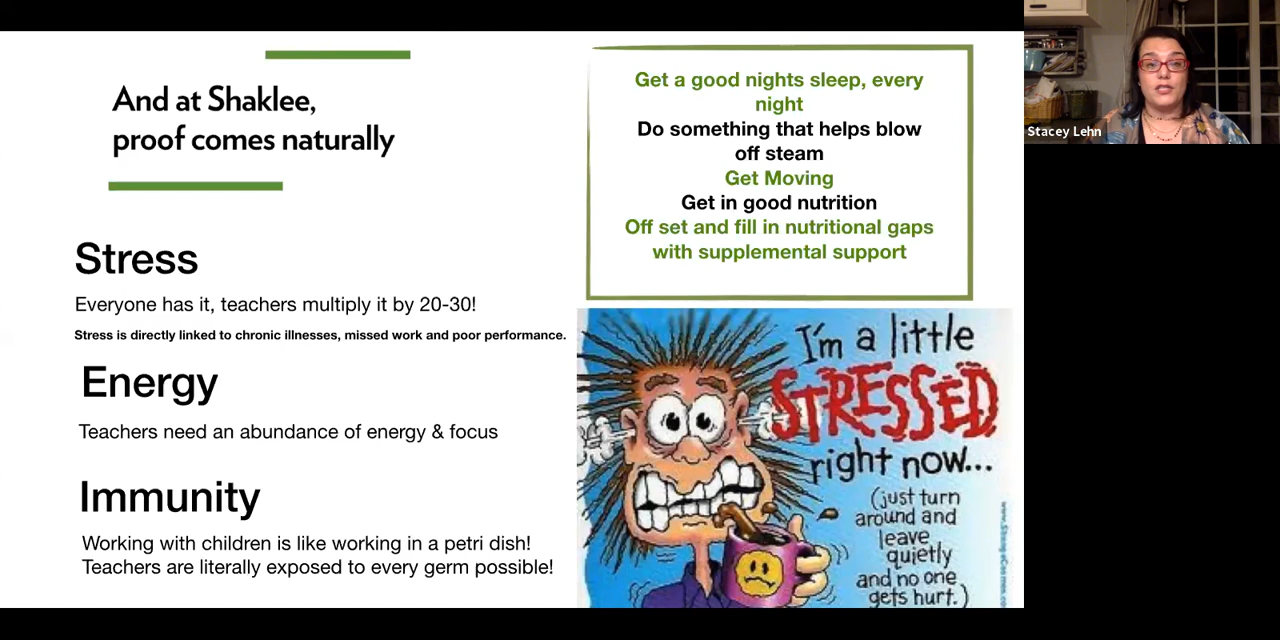 And at Shaklee,
proof comes naturally
Stress
Everyone has it, teachers multiply it by 20-30!
Stress is directly linked to chronic illnesses, missed work and poor performance.
Energy
Teachers need an abundance of energy & focus
Immunity
Working with children is like working in a petri dish!
Teachers are literally exposed to every germ possible!
Get a good nights sleep, every
night
Do something that helps blow
off steam
Get Moving
Get in good nutrition
Off set and fill in nutritional gaps
with supplemental support
I'm a little
STRESSED
right now...
(just turn
around and
leave
quietly
and no one
gets hurt.)
Stacey Lehn